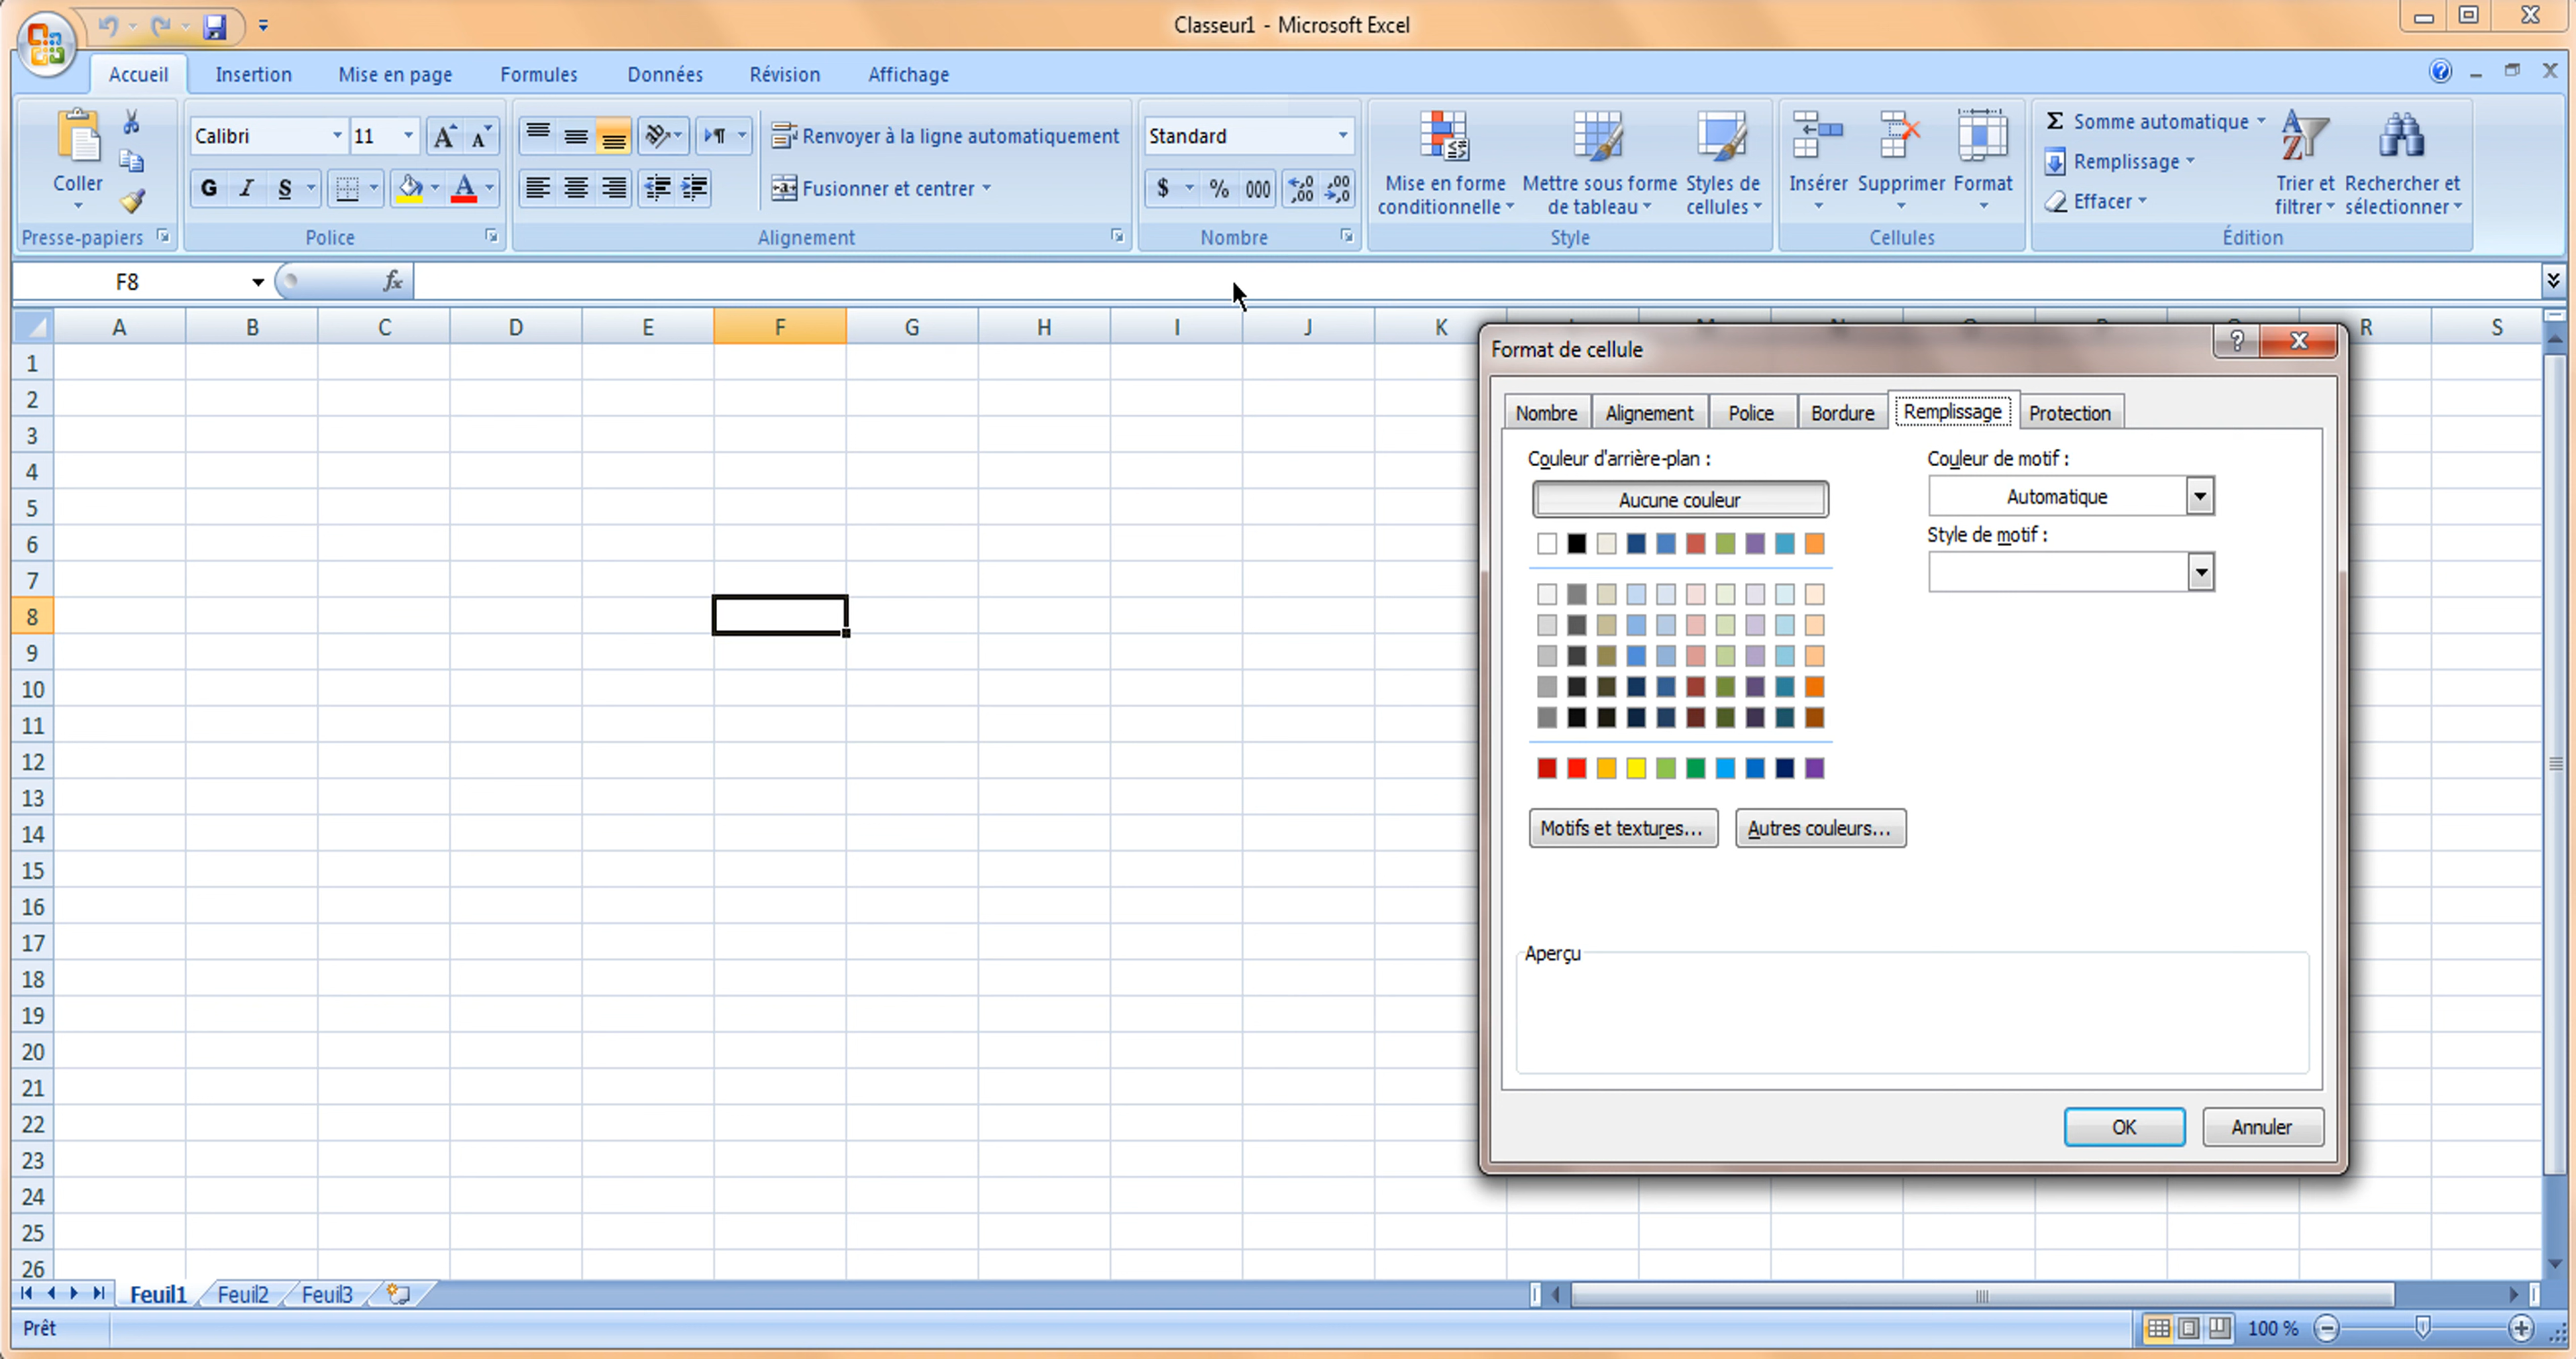 Classeur1 - Microsoft Excel
Accueil Insertion Mise en page Formules Données Révision Affichage
Coller
Presse-papiers
Calibri 11
G I S
Police
Renvoyer à la ligne automatiquement
Fusionner et centrer
Alignement
Standard
$ % 000
Nombre
Mise en forme conditionnelle
Mettre sous forme de tableau
Styles de cellules
Style
Insérer Supprimer Format
Cellules
Σ Somme automatique
Remplissage
Effacer
Trier et filtrer
Rechercher et sélectionner
Édition
F8 fx
A B C D E F G H I J K R S
1
2
3
4
5
6
7
8
9
10
11
12
13
14
15
16
17
18
19
20
21
22
23
24
25
26
Format de cellule
Nombre Alignement Police Bordure Remplissage Protection
Couleur d'arrière-plan :
Aucune couleur
Couleur de motif :
Automatique
Style de motif :
Motifs et textures... Autres couleurs...
Aperçu
OK Annuler
Feuil1 Feuil2 Feuil3
Prêt
100 %